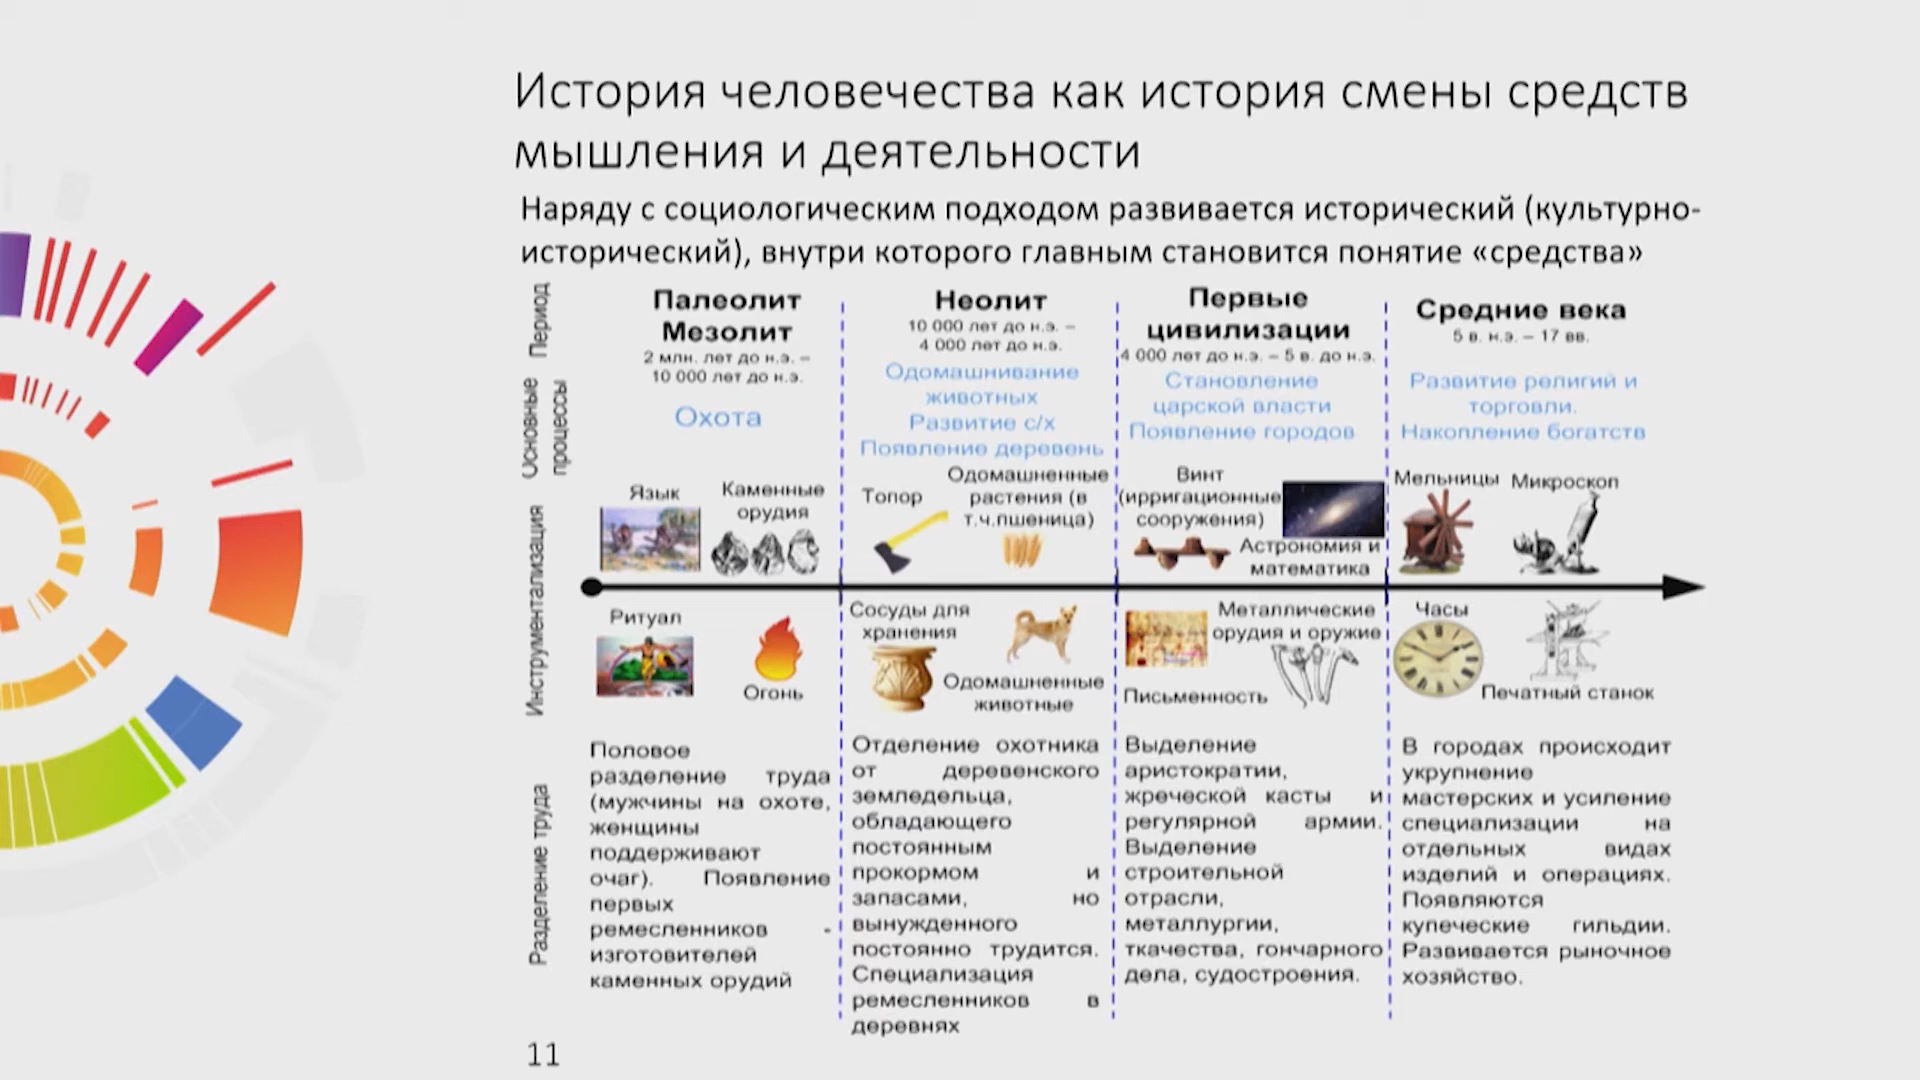 История человечества как история смены средств
мышления и деятельности
Наряду с социологическим подходом развивается исторический (культурно-
исторический), внутри которого главным становится понятие «средства»
Период
Палеолит
Мезолит
2 млн. лет до н.э. –
10 000 лет до н.э.
Неолит
10 000 лет до н.э. –
4 000 лет до н.э.
Первые
цивилизации
4 000 лет до н.э. – 5 в. до н.э.
Средние века
5 в. н.э. – 17 вв.
Основные
процессы
Охота
Одомашнивание
животных
Развитие с/х
Появление деревень
Становление
царской власти
Появление городов
Развитие религий и
торговли.
Накопление богатств
Инструментализация
Язык
Каменные
орудия
Топор
Одомашненные
растения (в
т.ч.пшеница)
Винт
(ирригационные
сооружения)
Астрономия и
математика
Мельницы
Микроскоп
Ритуал
Огонь
Сосуды для
хранения
Одомашненные
животные
Письменность
Металлические
орудия и оружие
Часы
Печатный станок
Разделение труда
Половое
разделение труда
(мужчины на охоте,
женщины
поддерживают
очаг). Появление
первых
ремесленников -
изготовителей
каменных орудий
Отделение охотника
от деревенского
земледельца,
обладающего
постоянным
прокормом и
запасами, но
вынужденного
постоянно трудится.
Специализация
ремесленников в
деревнях
Выделение
аристократии,
жреческой касты и
регулярной армии.
Выделение
строительной
отрасли,
металлургии,
ткачества, гончарного
дела, судостроения.
В городах происходит
укрупнение
мастерских и усиление
специализации на
отдельных видах
изделий и операциях.
Появляются
купеческие гильдии.
Развивается рыночное
хозяйство.
11